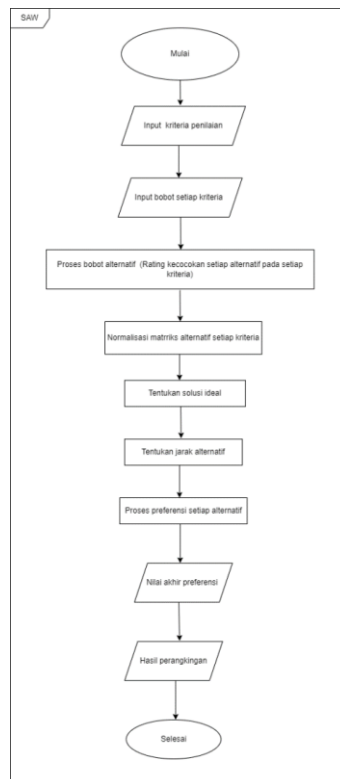 SAW
Mulai
Input kriteria penilaian
Input bobot setiap kriteria
Proses bobot alternatif (Rating kecocokan setiap alternatif pada setiap
kriteria)
Normalisasi matrriks alternatif setiap kriteria
Tentukan solusi ideal
Tentukan jarak alternatif
Proses preferensi setiap alternatif
Nilai akhir preferensi
Hasil perangkingan
Selesai